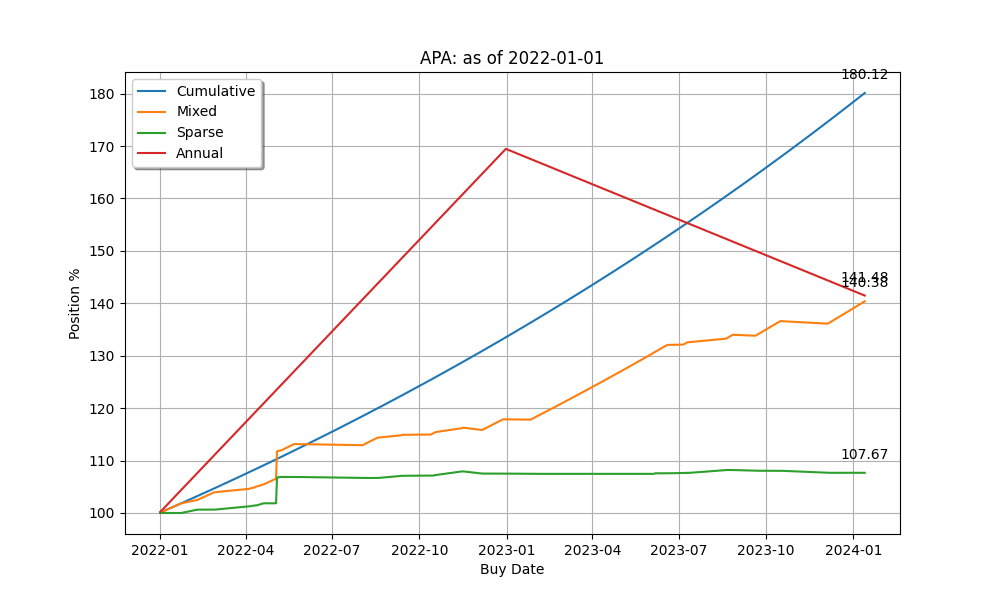 APA: as of 2022-01-01
180.12
Cumulative
Mixed
Sparse
Annual
180
170
160
150
140
130
120
110
100
Position %
141.48
140.38
107.67
2022-01 2022-04 2022-07 2022-10 2023-01 2023-04 2023-07 2023-10 2024-01
Buy Date